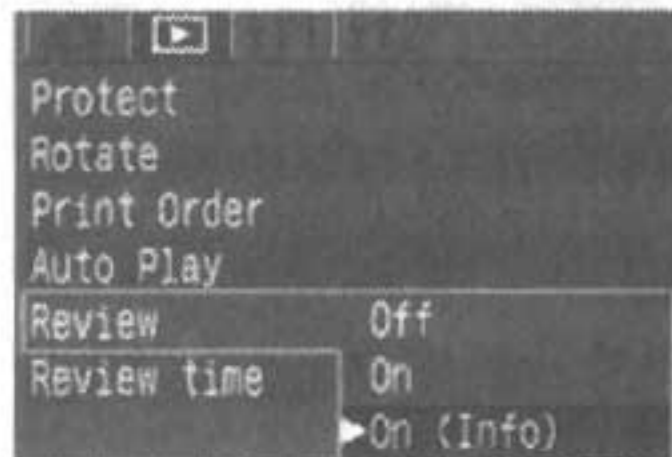 Protect
Rotate
Print Order
Auto Play
Review Off
Review time On
On (Info)